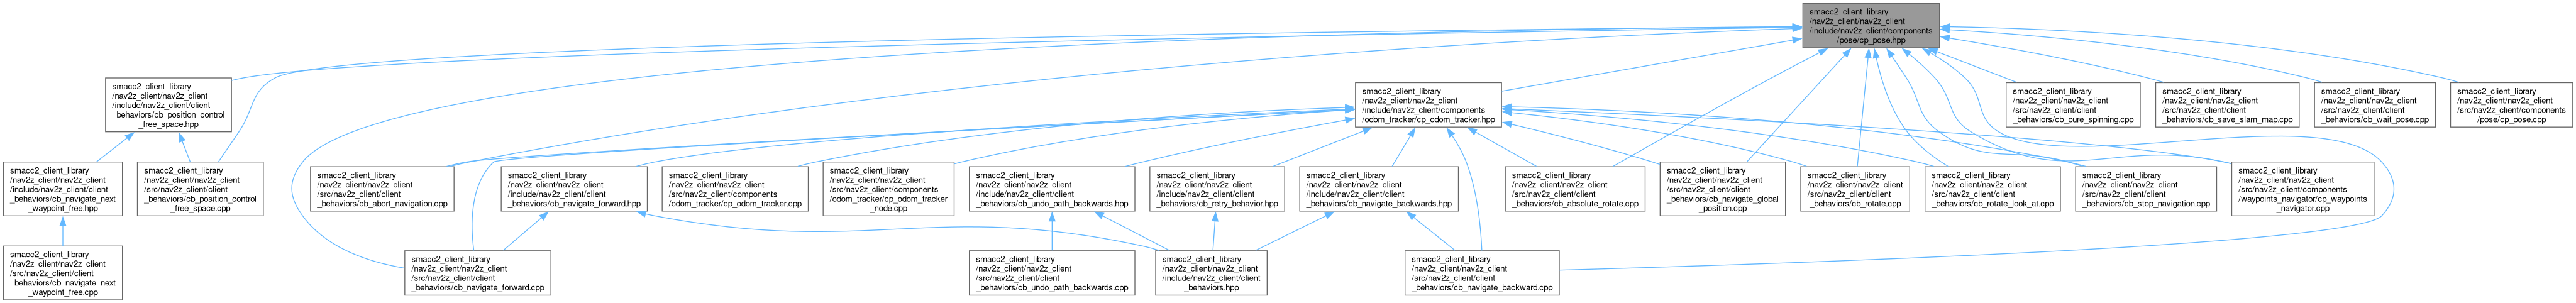 smacc2_client_library
/nav2z_client/nav2z_client
/include/nav2z_client/components
/pose/cp_pose.hpp
smacc2_client_library
/nav2z_client/nav2z_client
/include/nav2z_client/client
_behaviors/cb_position_control
_free_space.hpp
smacc2_client_library
/nav2z_client/nav2z_client
/include/nav2z_client/components
/odom_tracker/cp_odom_tracker.hpp
smacc2_client_library
/nav2z_client/nav2z_client
/src/nav2z_client/client
_behaviors/cb_pure_spinning.cpp
smacc2_client_library
/nav2z_client/nav2z_client
/src/nav2z_client/client
_behaviors/cb_save_slam_map.cpp
smacc2_client_library
/nav2z_client/nav2z_client
/src/nav2z_client/client
_behaviors/cb_wait_pose.cpp
smacc2_client_library
/nav2z_client/nav2z_client
/src/nav2z_client/components
/pose/cp_pose.cpp
smacc2_client_library
/nav2z_client/nav2z_client
/include/nav2z_client/client
_behaviors/cb_navigate_next
_waypoint_free.hpp
smacc2_client_library
/nav2z_client/nav2z_client
/src/nav2z_client/client
_behaviors/cb_position_control
_free_space.cpp
smacc2_client_library
/nav2z_client/nav2z_client
/src/nav2z_client/client
_behaviors/cb_abort_navigation.cpp
smacc2_client_library
/nav2z_client/nav2z_client
/include/nav2z_client/client
_behaviors/cb_navigate_forward.hpp
smacc2_client_library
/nav2z_client/nav2z_client
/src/nav2z_client/components
/odom_tracker/cp_odom_tracker.cpp
smacc2_client_library
/nav2z_client/nav2z_client
/src/nav2z_client/components
/odom_tracker/cp_odom_tracker
_node.cpp
smacc2_client_library
/nav2z_client/nav2z_client
/include/nav2z_client/client
_behaviors/cb_undo_path_backwards.hpp
smacc2_client_library
/nav2z_client/nav2z_client
/include/nav2z_client/client
_behaviors/cb_retry_behavior.hpp
smacc2_client_library
/nav2z_client/nav2z_client
/include/nav2z_client/client
_behaviors/cb_navigate_backwards.hpp
smacc2_client_library
/nav2z_client/nav2z_client
/src/nav2z_client/client
_behaviors/cb_absolute_rotate.cpp
smacc2_client_library
/nav2z_client/nav2z_client
/src/nav2z_client/client
_behaviors/cb_navigate_global
_position.cpp
smacc2_client_library
/nav2z_client/nav2z_client
/src/nav2z_client/client
_behaviors/cb_rotate.cpp
smacc2_client_library
/nav2z_client/nav2z_client
/src/nav2z_client/client
_behaviors/cb_rotate_look_at.cpp
smacc2_client_library
/nav2z_client/nav2z_client
/src/nav2z_client/client
_behaviors/cb_stop_navigation.cpp
smacc2_client_library
/nav2z_client/nav2z_client
/src/nav2z_client/components
/waypoints_navigator/cp_waypoints
_navigator.cpp
smacc2_client_library
/nav2z_client/nav2z_client
/src/nav2z_client/client
_behaviors/cb_navigate_next
_waypoint_free.cpp
smacc2_client_library
/nav2z_client/nav2z_client
/src/nav2z_client/client
_behaviors/cb_navigate_forward.cpp
smacc2_client_library
/nav2z_client/nav2z_client
/src/nav2z_client/client
_behaviors/cb_undo_path_backwards.cpp
smacc2_client_library
/nav2z_client/nav2z_client
/include/nav2z_client/client
_behaviors.hpp
smacc2_client_library
/nav2z_client/nav2z_client
/src/nav2z_client/client
_behaviors/cb_navigate_backward.cpp